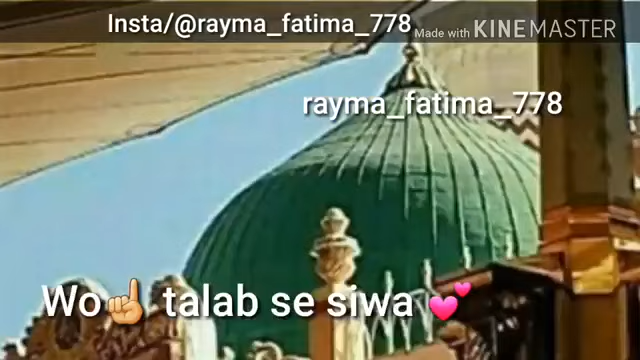 Insta/@rayma_fatima_778
Made with KINEMASTER
rayma_fatima_778
Wo☝ talab se siwa 💕